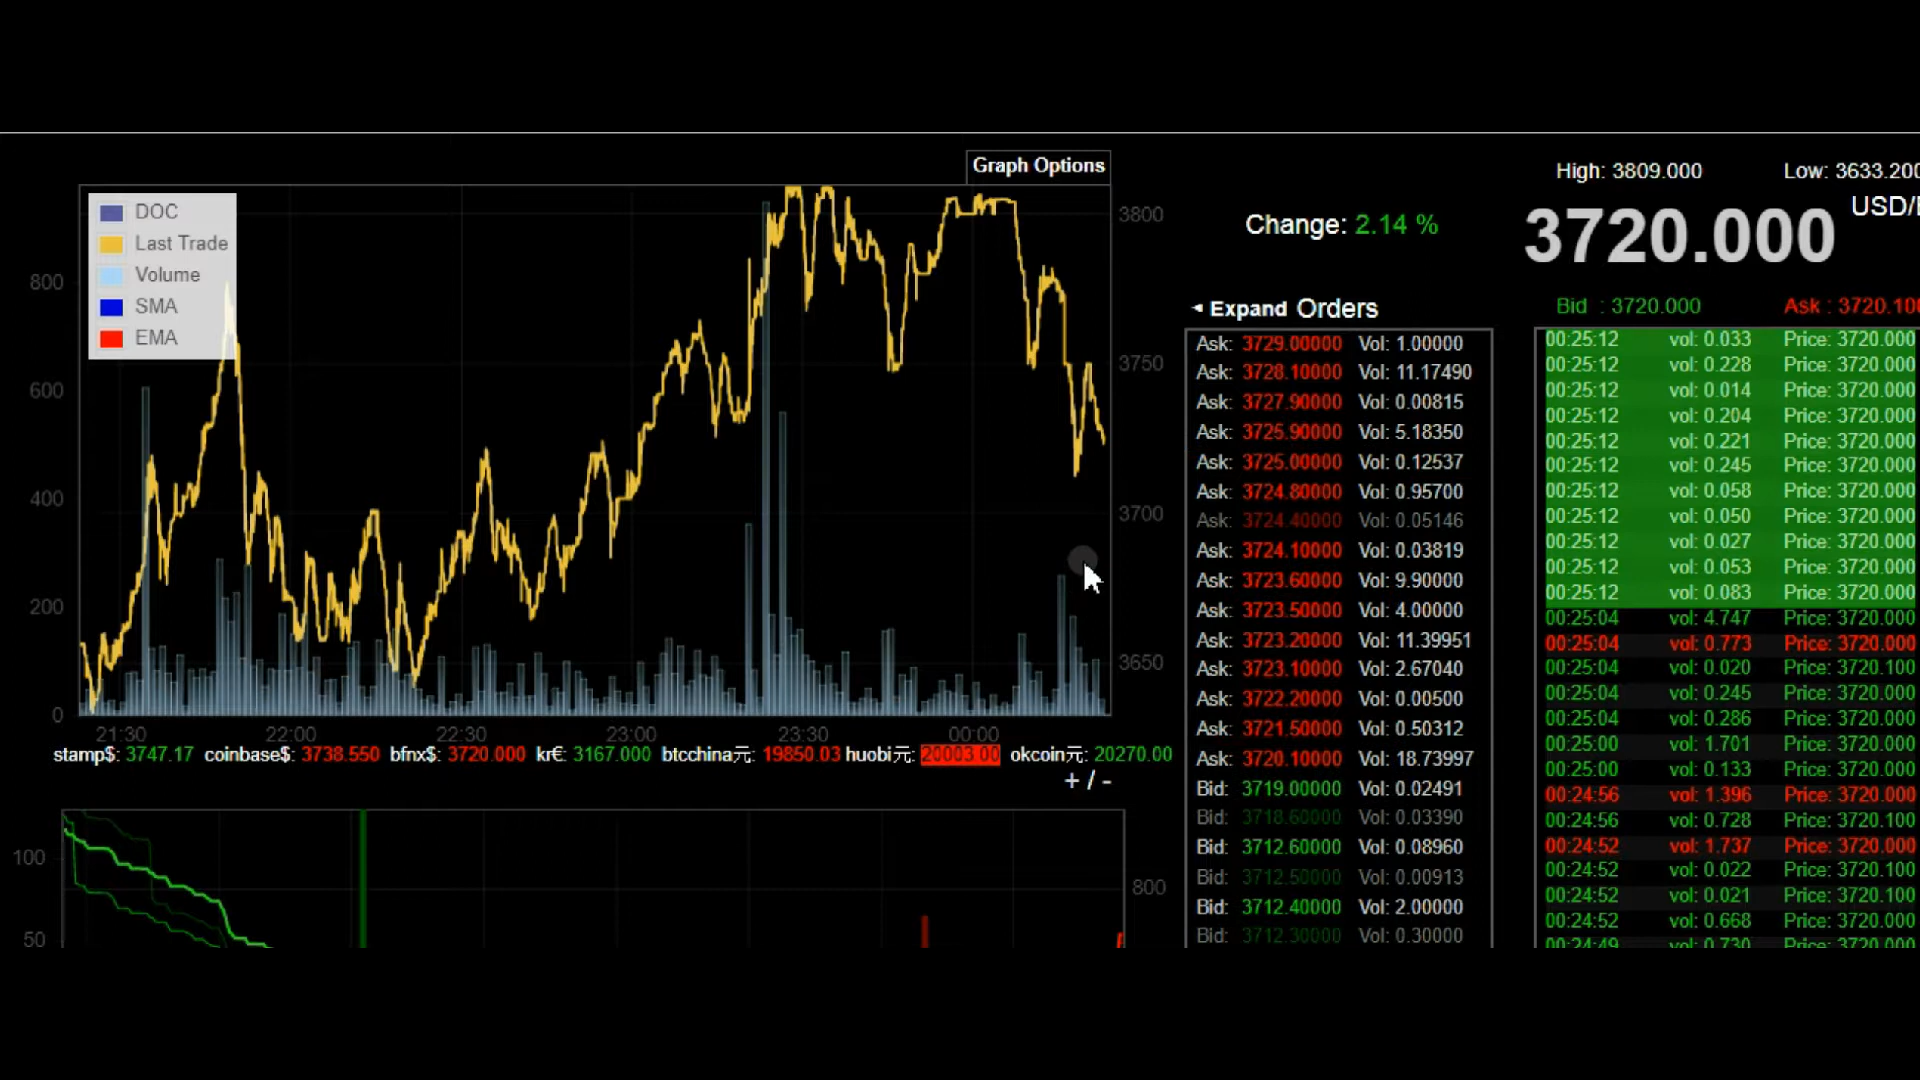 Graph Options
DOC
Last Trade
Volume
SMA
EMA
800
600
400
200
0
3800
3750
3700
3650
21:30 22:00 22:30 23:00 23:30 00:00
stamp$: 3747.17 coinbase$: 3738.550 bfnx$: 3720.000 kr€: 3167.000 btcchina元: 19850.03 huobi元: 20003.00 okcoin元: 20270.00
+ / -
100
50
800
Change: 2.14 %
High: 3809.000 Low: 3633.200
3720.000 USD/
Bid : 3720.000 Ask : 3720.100
◄ Expand Orders
Ask: 3729.00000 Vol: 1.00000
Ask: 3728.10000 Vol: 11.17490
Ask: 3727.90000 Vol: 0.00815
Ask: 3725.90000 Vol: 5.18350
Ask: 3725.00000 Vol: 0.12537
Ask: 3724.80000 Vol: 0.95700
Ask: 3724.40000 Vol: 0.05146
Ask: 3724.10000 Vol: 0.03819
Ask: 3723.60000 Vol: 9.90000
Ask: 3723.50000 Vol: 4.00000
Ask: 3723.20000 Vol: 11.39951
Ask: 3723.10000 Vol: 2.67040
Ask: 3722.20000 Vol: 0.00500
Ask: 3721.50000 Vol: 0.50312
Ask: 3720.10000 Vol: 18.73997
Bid: 3719.00000 Vol: 0.02491
Bid: 3718.60000 Vol: 0.03390
Bid: 3712.60000 Vol: 0.08960
Bid: 3712.50000 Vol: 0.00913
Bid: 3712.40000 Vol: 2.00000
Bid: 3712.30000 Vol: 0.30000
00:25:12 vol: 0.033 Price: 3720.000
00:25:12 vol: 0.228 Price: 3720.000
00:25:12 vol: 0.014 Price: 3720.000
00:25:12 vol: 0.204 Price: 3720.000
00:25:12 vol: 0.221 Price: 3720.000
00:25:12 vol: 0.245 Price: 3720.000
00:25:12 vol: 0.058 Price: 3720.000
00:25:12 vol: 0.050 Price: 3720.000
00:25:12 vol: 0.027 Price: 3720.000
00:25:12 vol: 0.053 Price: 3720.000
00:25:12 vol: 0.083 Price: 3720.000
00:25:04 vol: 4.747 Price: 3720.000
00:25:04 vol: 0.773 Price: 3720.000
00:25:04 vol: 0.020 Price: 3720.100
00:25:04 vol: 0.245 Price: 3720.000
00:25:04 vol: 0.286 Price: 3720.000
00:25:00 vol: 1.701 Price: 3720.000
00:25:00 vol: 0.133 Price: 3720.000
00:24:56 vol: 1.396 Price: 3720.000
00:24:56 vol: 0.728 Price: 3720.100
00:24:52 vol: 1.737 Price: 3720.000
00:24:52 vol: 0.022 Price: 3720.100
00:24:52 vol: 0.021 Price: 3720.100
00:24:52 vol: 0.668 Price: 3720.000
00:24:49 vol: 0.730 Price: 3720.000